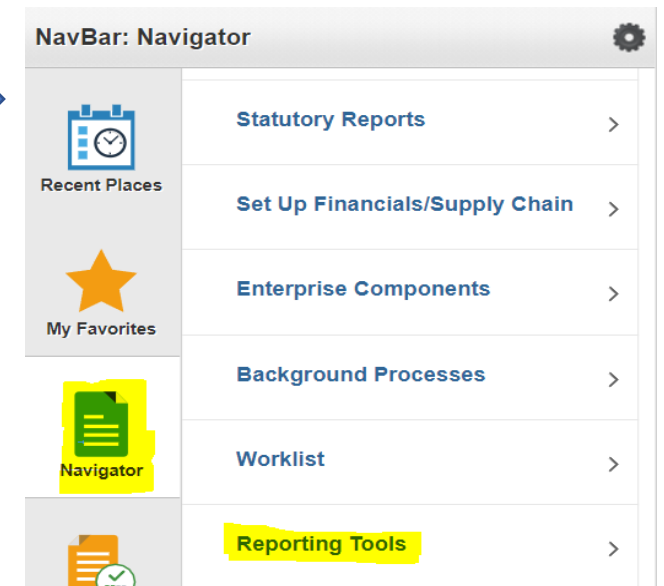 NavBar: Navigator
Recent Places
My Favorites
Navigator
Statutory Reports
Set Up Financials/Supply Chain
Enterprise Components
Background Processes
Worklist
Reporting Tools